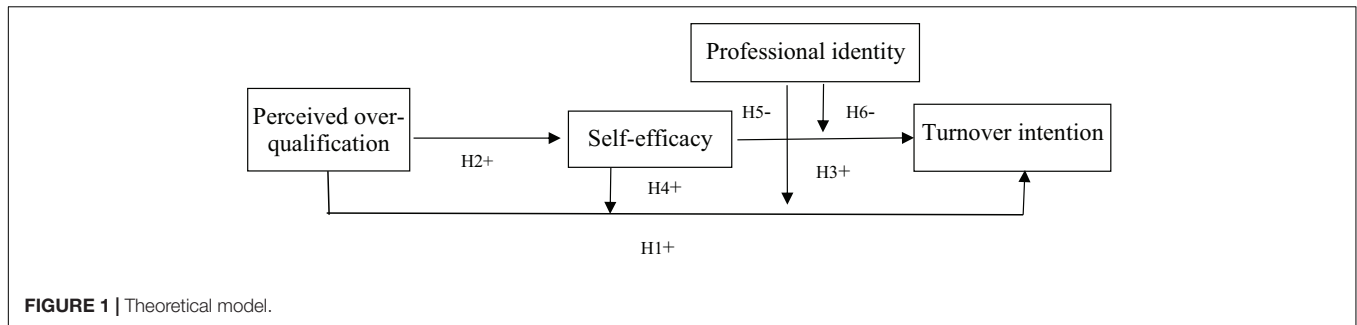 Professional identity
Perceived over-
qualification
Self-efficacy
H5-
H6-
Turnover intention
H2+
H4+
H3+
H1+
FIGURE 1 | Theoretical model.